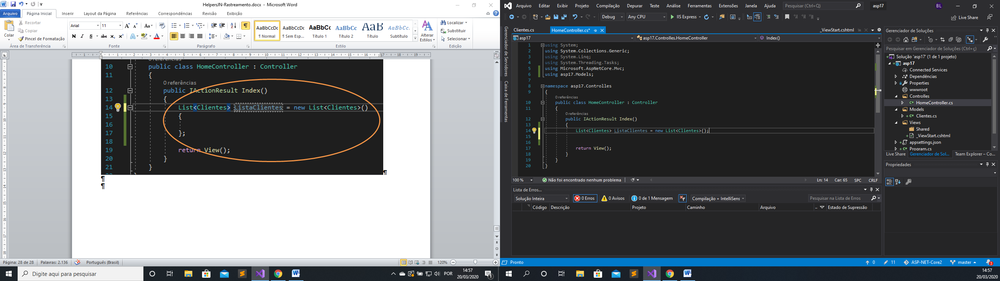 HelpersJN-Rastreamento.docx - Microsoft Word
Arquivo Página Inicial Inserir Layout da Página Referências Correspondências Revisão Exibição
Colar
Recortar
Copiar
Pincel de Formatação
Área de Transferência
Arial 11
N I S abc x₂ x²
Fonte
Parágrafo
AaBbCcDc AaBbCcDc AaBbCc AaBbCc AaB AaBbCc.
¶ Normal ¶ Sem Esp... Título 1 Título 2 Título Subtítulo
Alterar Estilos
Estilo
Localizar
Substituir
Selecionar
Edição
0 referências
10 public class HomeController : Controller
11 {
0 referências
12 public IActionResult Index()
13 {
14 List<Clientes> ListaClientes = new List<Clientes>()
15 {
16
17 };
18
19 return View();
20 }
21 }
¶
¶
¶
Página: 28 de 28 Palavras: 2.136 Português (Brasil) 120%
Digite aqui para pesquisar
POR
14:57
20/03/2020
1
Arquivo Editar Exibir Projeto Compilação Depurar Teste Análise Ferramentas Extensões Janela Ajuda Pesquisar (Ctrl+Q) asp17 BL
Debug Any CPU IIS Express Live Share
Gerenciador de Servidores
Caixa de Ferramentas
Clientes.cs HomeController.cs* _ViewStart.cshtml
asp17 asp17.Controlles.HomeController Index()
1 using System;
2 using System.Collections.Generic;
3 using System.Linq;
4 using System.Threading.Tasks;
5 using Microsoft.AspNetCore.Mvc;
6 using asp17.Models;
7
8 namespace asp17.Controlles
9 {
0 referências
10 public class HomeController : Controller
11 {
0 referências
12 public IActionResult Index()
13 {
14 List<Clientes> ListaClientes = new List<Clientes>();
15
16
17 return View();
18 }
19 }
20 }
100 % Não foi encontrado nenhum problema Ln: 14 Car: 65 SPC CRLF
Lista de Erros...
Solução Inteira 0 Erros 0 Avisos 0 de 1 Mensagem Compilação + IntelliSens Pesquisar na Lista de Erros
Código Descrição Projeto Caminho Arquivo .. Estado de Supressão
Gerenciador de Soluções
Pesquisar em Gerenciador de Soluções (Ctrl+ç)
Solução 'asp17' (1 de 1 projeto)
asp17
Connected Services
Dependências
Properties
wwwroot
Controlles
HomeController.cs
Models
Clientes.cs
Views
Shared
_ViewStart.cshtml
appsettings.json
Program.cs
Live Share Gerenciador de Sol... Team Explorer – Co...
Propriedades
Pronto 0 11 ASP-NET-Core2 master 3
14:57
20/03/2020